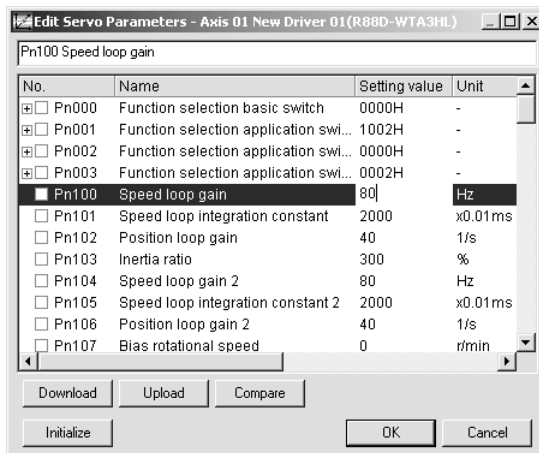 Edit Servo Parameters - Axis 01 New Driver 01(R88D-WTA3HL)
Pn100 Speed loop gain
No. Name Setting value Unit
Pn000 Function selection basic switch 0000H -
Pn001 Function selection application swi... 1002H -
Pn002 Function selection application swi... 0000H -
Pn003 Function selection application swi... 0002H -
Pn100 Speed loop gain 80 Hz
Pn101 Speed loop integration constant 2000 x0.01ms
Pn102 Position loop gain 40 1/s
Pn103 Inertia ratio 300 %
Pn104 Speed loop gain 2 80 Hz
Pn105 Speed loop integration constant 2 2000 x0.01ms
Pn106 Position loop gain 2 40 1/s
Pn107 Bias rotational speed 0 r/min
Download Upload Compare
Initialize OK Cancel